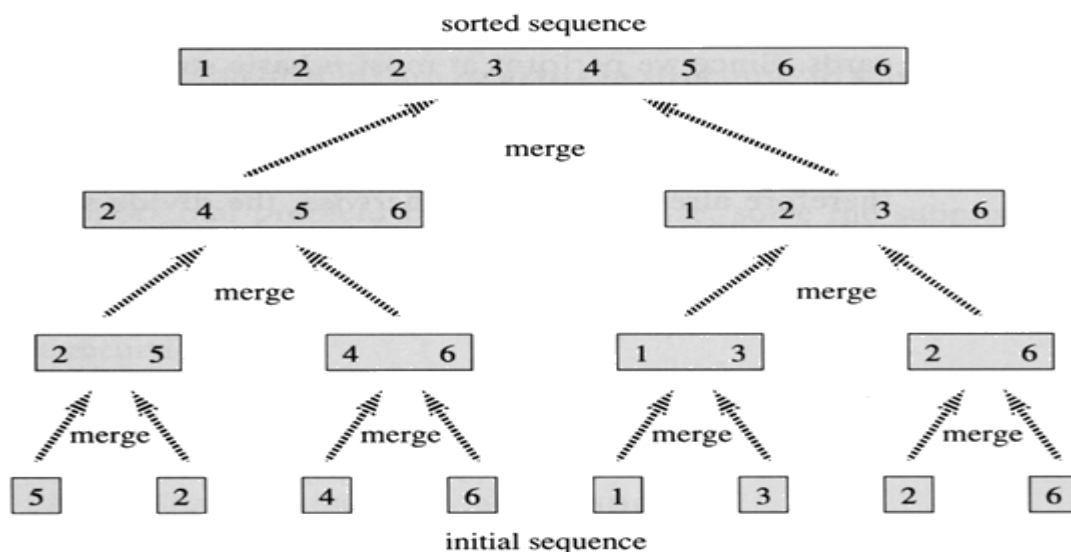 sorted sequence
1 2 2 3 4 5 6 6
merge
2 4 5 6
1 2 3 6
merge
merge
2 5
4 6
1 3
2 6
merge
merge
merge
merge
5
2
4
6
1
3
2
6
initial sequence